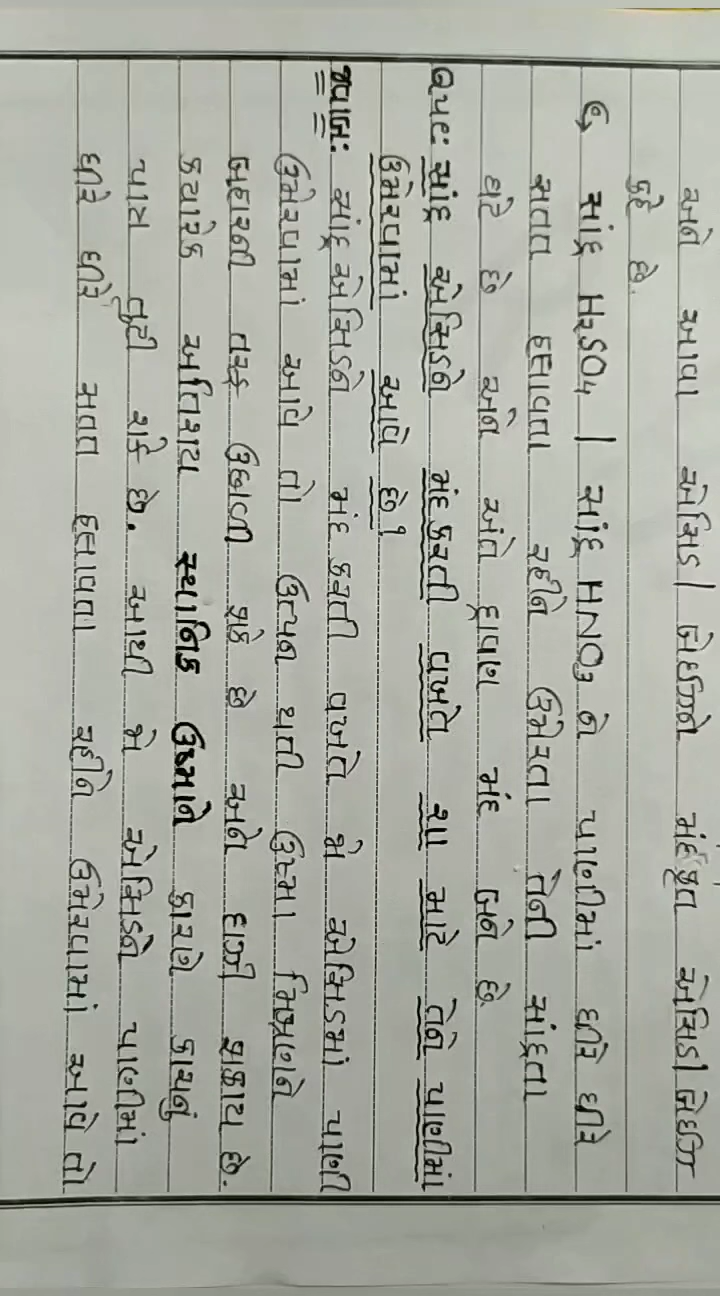 અને આવા એસિડ / બેઇઝને મંદકૃત એસિડ / બેઇઝ
કહે છે.
↳ સાંદ્ર H₂SO₄ / સાંદ્ર HNO₃ ને પાણીમાં ધીરે ધીરે
સતત હલાવતા રહીને ઉમેરતા તેની સાંદ્રતા
ઘટે છે અને અંતે દ્રાવણ મંદ બને છે.
સાંદ્ર એસિડને મંદ કરતી વખતે શા માટે તેને પાણીમાં
ઉમેરવામાં આવે છે?
જવાબ: સાંદ્ર એસિડને મંદ કરતી વખતે જો એસિડમાં પાણી
ઉમેરવામાં આવે તો ઉત્પન્ન થતી ઉષ્મા મિશ્રણને
બહારની તરફ ઉછાળી શકે છે અને દાઝી શકાય છે.
કયારેક અતિશય સ્થાનિક ઉષ્માને કારણે કાચનું
પાત્ર તૂટી શકે છે. આથી જો એસિડને પાણીમાં
ધીરે ધીરે સતત હલાવતા રહીને ઉમેરવામાં આવે તો